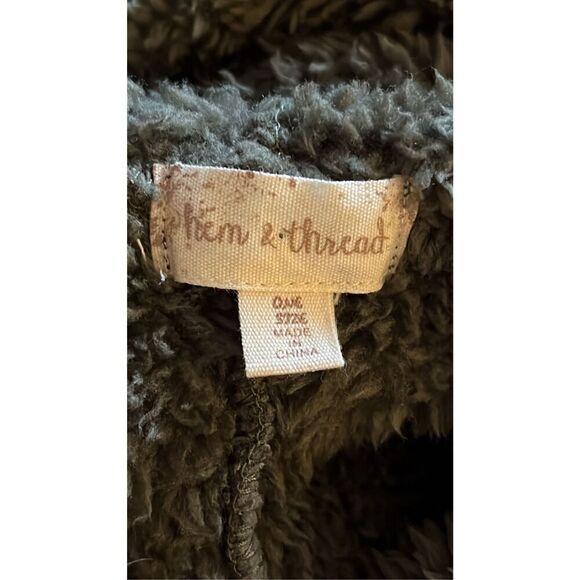 hem & thread
ONE
SIZE
MADE
IN
CHINA